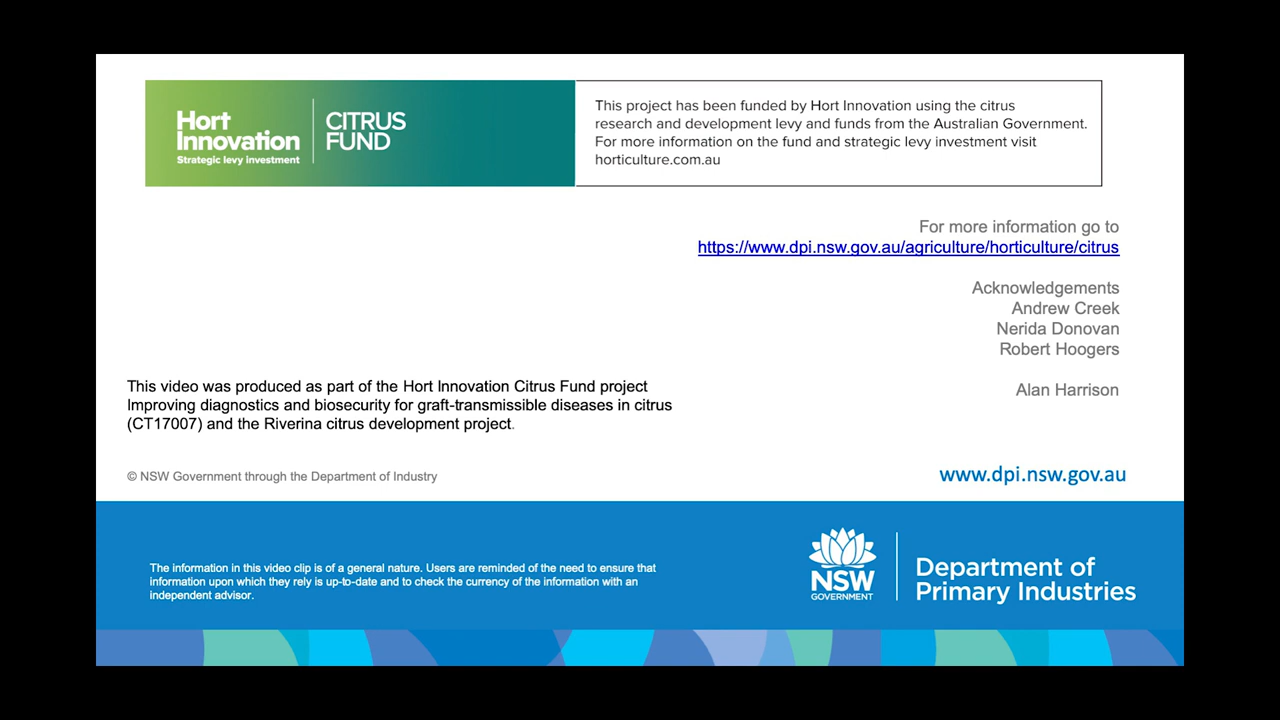 Hort
Innovation
Strategic levy investment
CITRUS
FUND
This project has been funded by Hort Innovation using the citrus
research and development levy and funds from the Australian Government.
For more information on the fund and strategic levy investment visit
horticulture.com.au
For more information go to
https://www.dpi.nsw.gov.au/agriculture/horticulture/citrus
Acknowledgements
Andrew Creek
Nerida Donovan
Robert Hoogers
Alan Harrison
This video was produced as part of the Hort Innovation Citrus Fund project
Improving diagnostics and biosecurity for graft-transmissible diseases in citrus
(CT17007) and the Riverina citrus development project.
© NSW Government through the Department of Industry
www.dpi.nsw.gov.au
The information in this video clip is of a general nature. Users are reminded of the need to ensure that
information upon which they rely is up-to-date and to check the currency of the information with an
independent advisor.
NSW
GOVERNMENT
Department of
Primary Industries